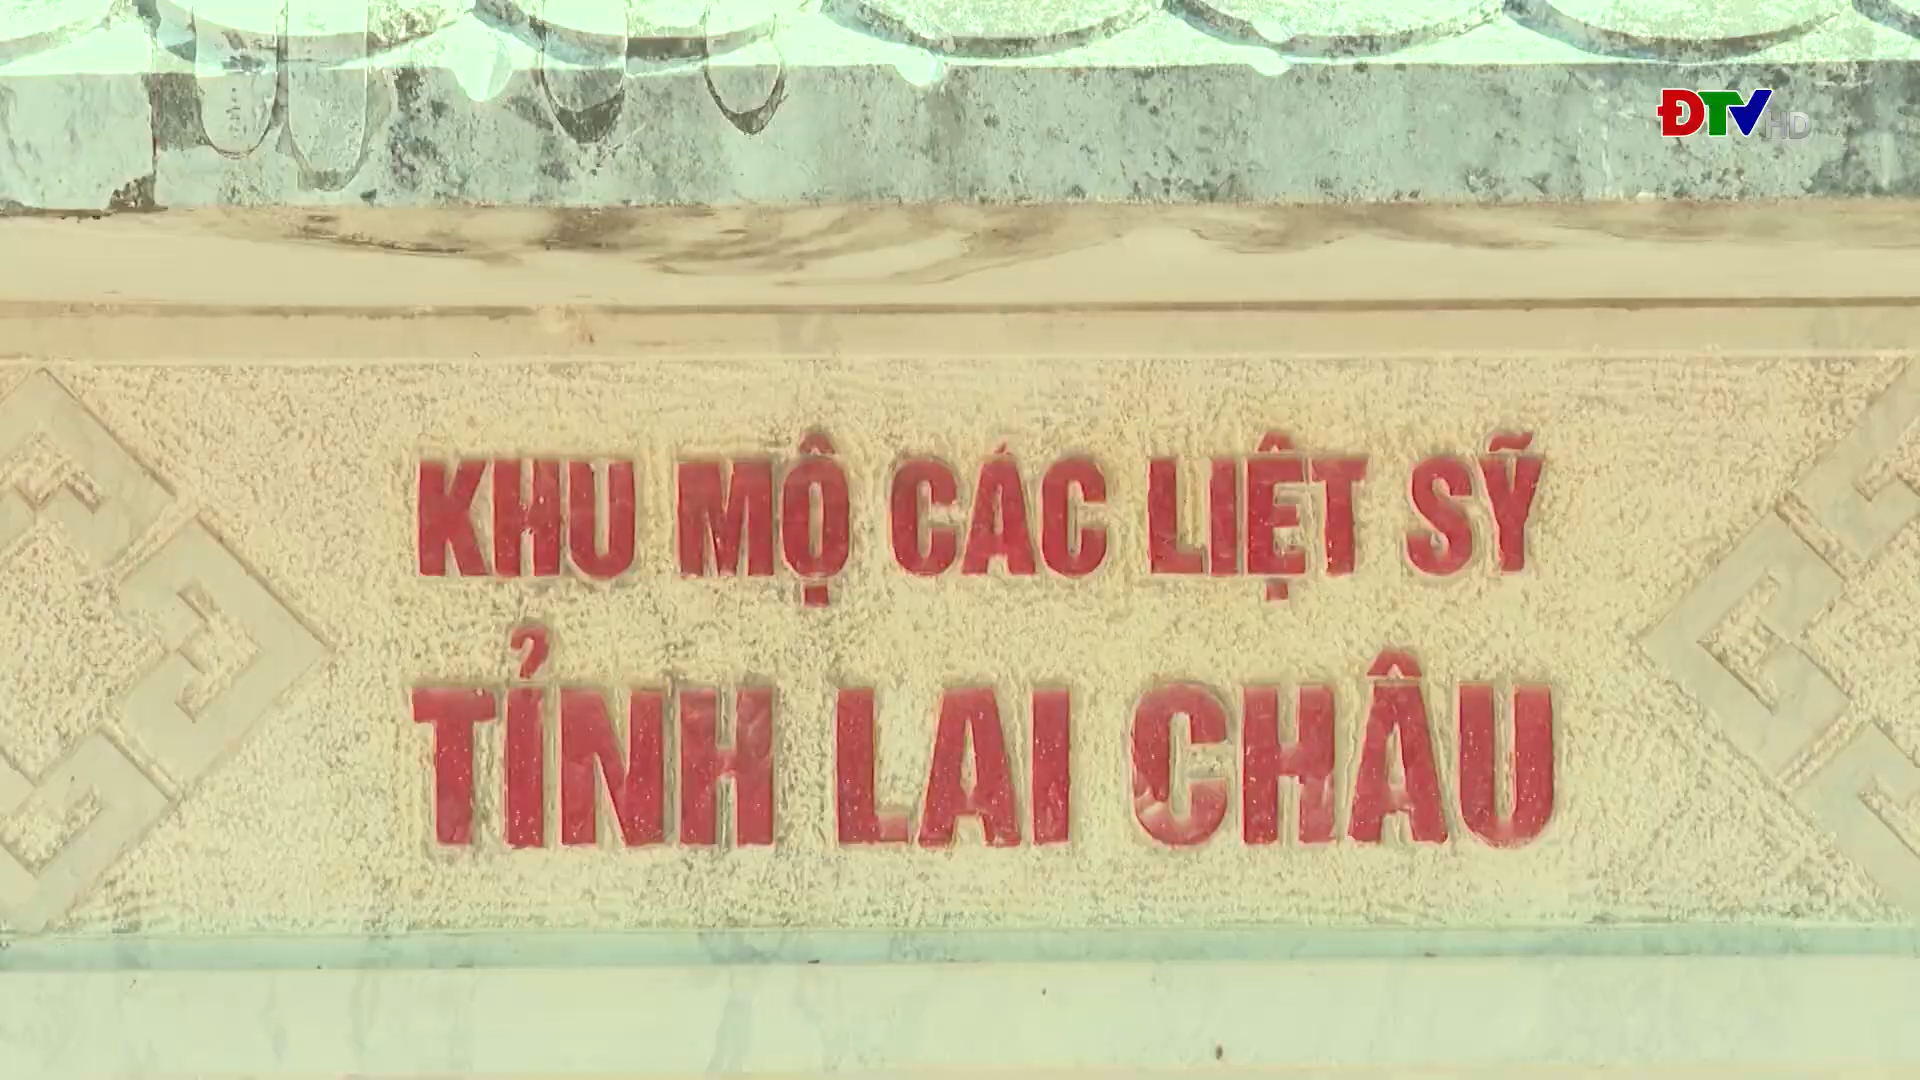 ĐTV HD
KHU MỘ CÁC LIỆT SỸ
TỈNH LAI CHÂU